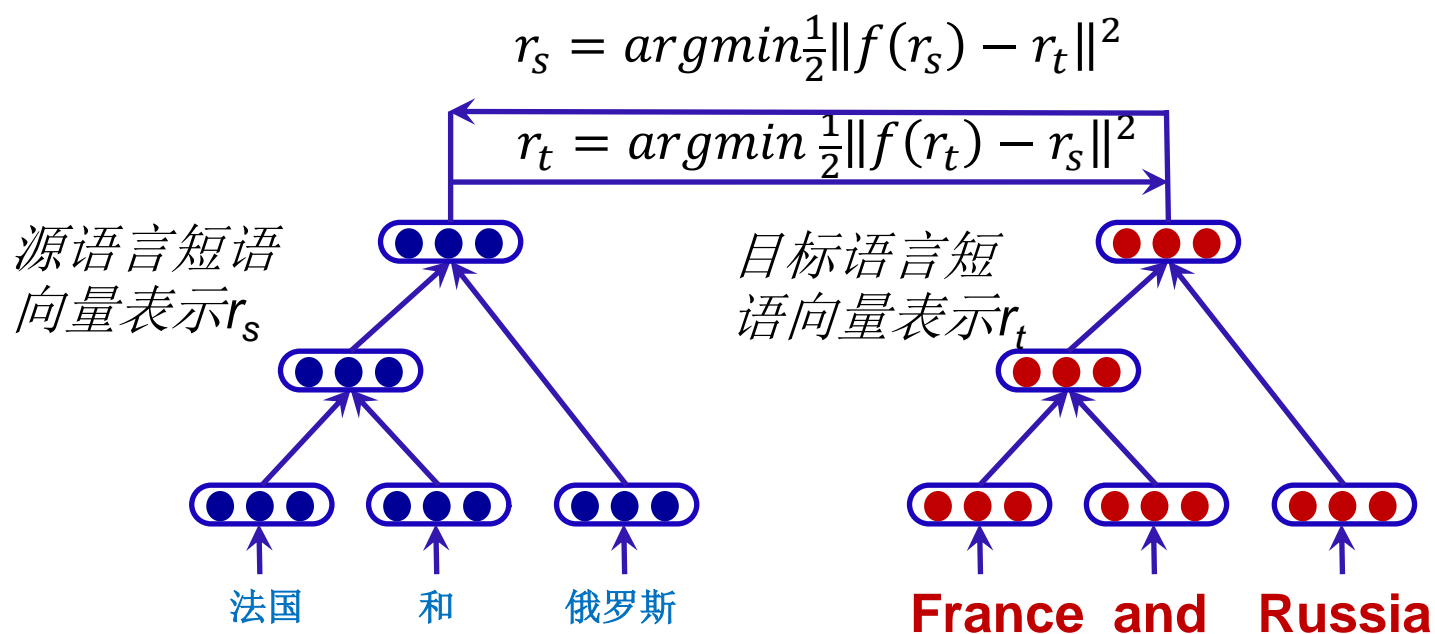 r_s = argmin ½‖f(r_s) − r_t‖²
r_t = argmin ½‖f(r_t) − r_s‖²
源语言短语
向量表示r_s
目标语言短
语向量表示r_t
法国 和 俄罗斯
France and Russia